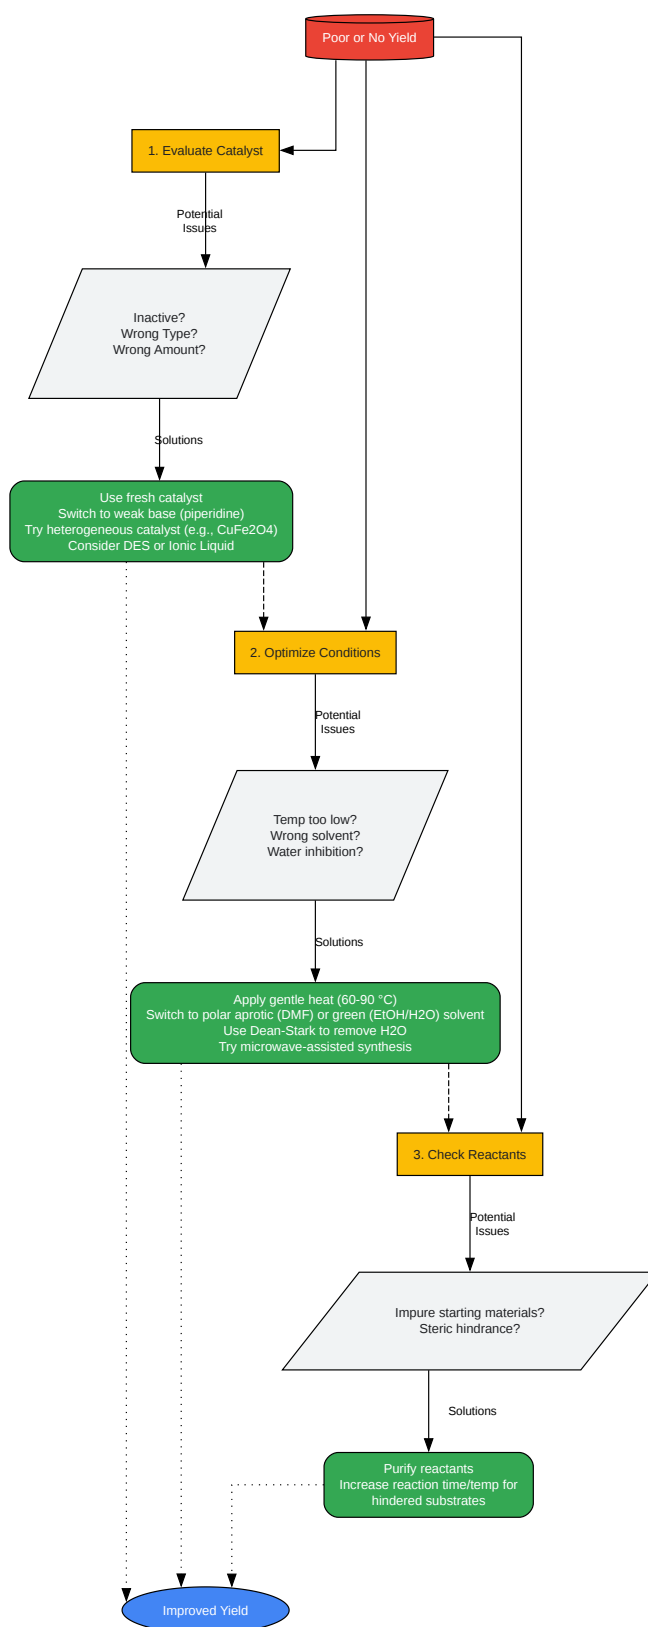 Poor or No Yield
1. Evaluate Catalyst
Potential
Issues
Inactive?
Wrong Type?
Wrong Amount?
Solutions
Use fresh catalyst
Switch to weak base (piperidine)
Try heterogeneous catalyst (e.g., CuFe2O4)
Consider DES or Ionic Liquid
2. Optimize Conditions
Potential
Issues
Temp too low?
Wrong solvent?
Water inhibition?
Solutions
Apply gentle heat (60-90 °C)
Switch to polar aprotic (DMF) or green (EtOH/H2O) solvent
Use Dean-Stark to remove H2O
Try microwave-assisted synthesis
3. Check Reactants
Potential
Issues
Impure starting materials?
Steric hindrance?
Solutions
Purify reactants
Increase reaction time/temp for
hindered substrates
Improved Yield